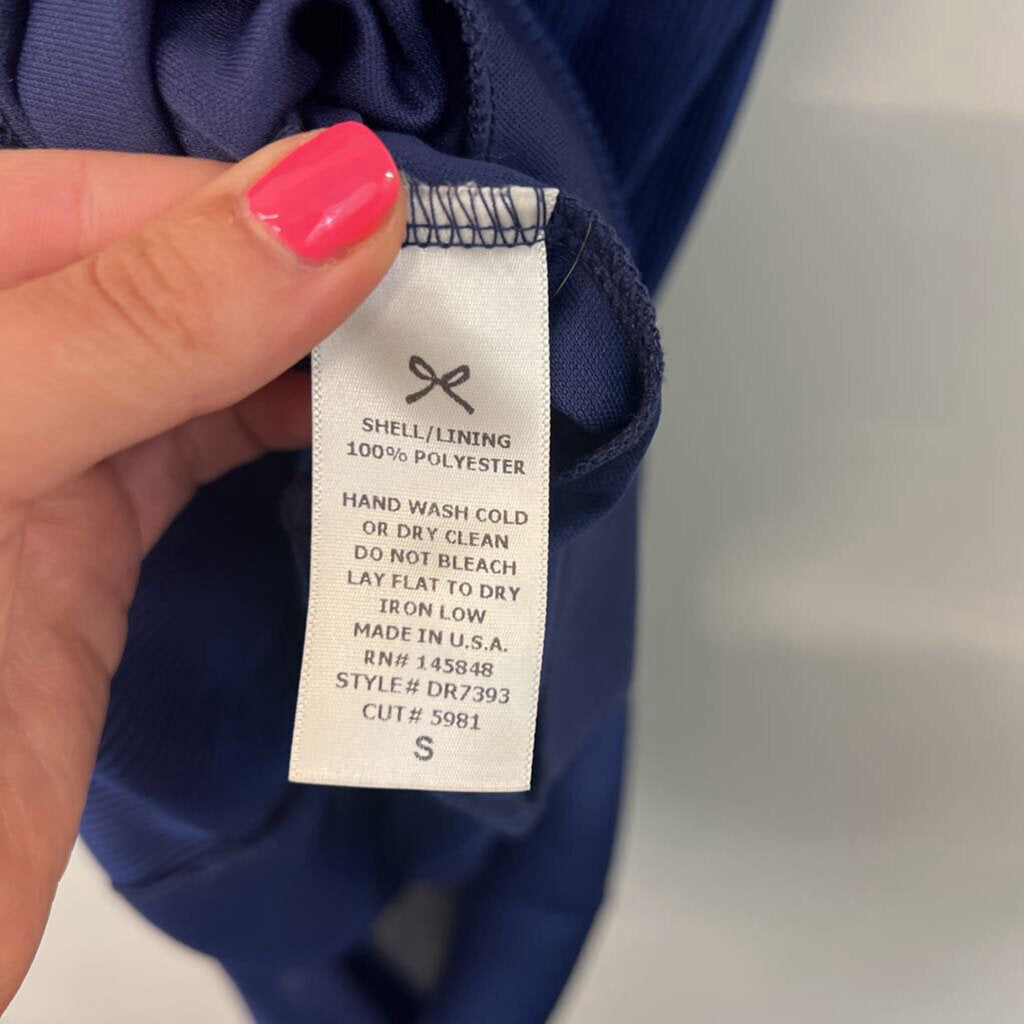 SHELL/LINING
100% POLYESTER
HAND WASH COLD
OR DRY CLEAN
DO NOT BLEACH
LAY FLAT TO DRY
IRON LOW
MADE IN U.S.A.
RN# 145848
STYLE# DR7393
CUT# 5981
S